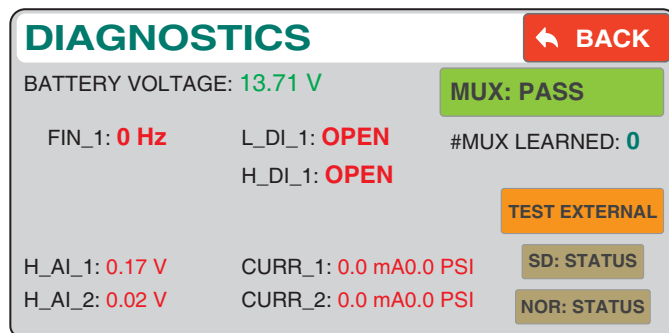 DIAGNOSTICS
BACK
BATTERY VOLTAGE: 13.71 V
MUX: PASS
FIN_1: 0 Hz
L_DI_1: OPEN
#MUX LEARNED: 0
H_DI_1: OPEN
TEST EXTERNAL
H_AI_1: 0.17 V
CURR_1: 0.0 mA0.0 PSI
SD: STATUS
H_AI_2: 0.02 V
CURR_2: 0.0 mA0.0 PSI
NOR: STATUS